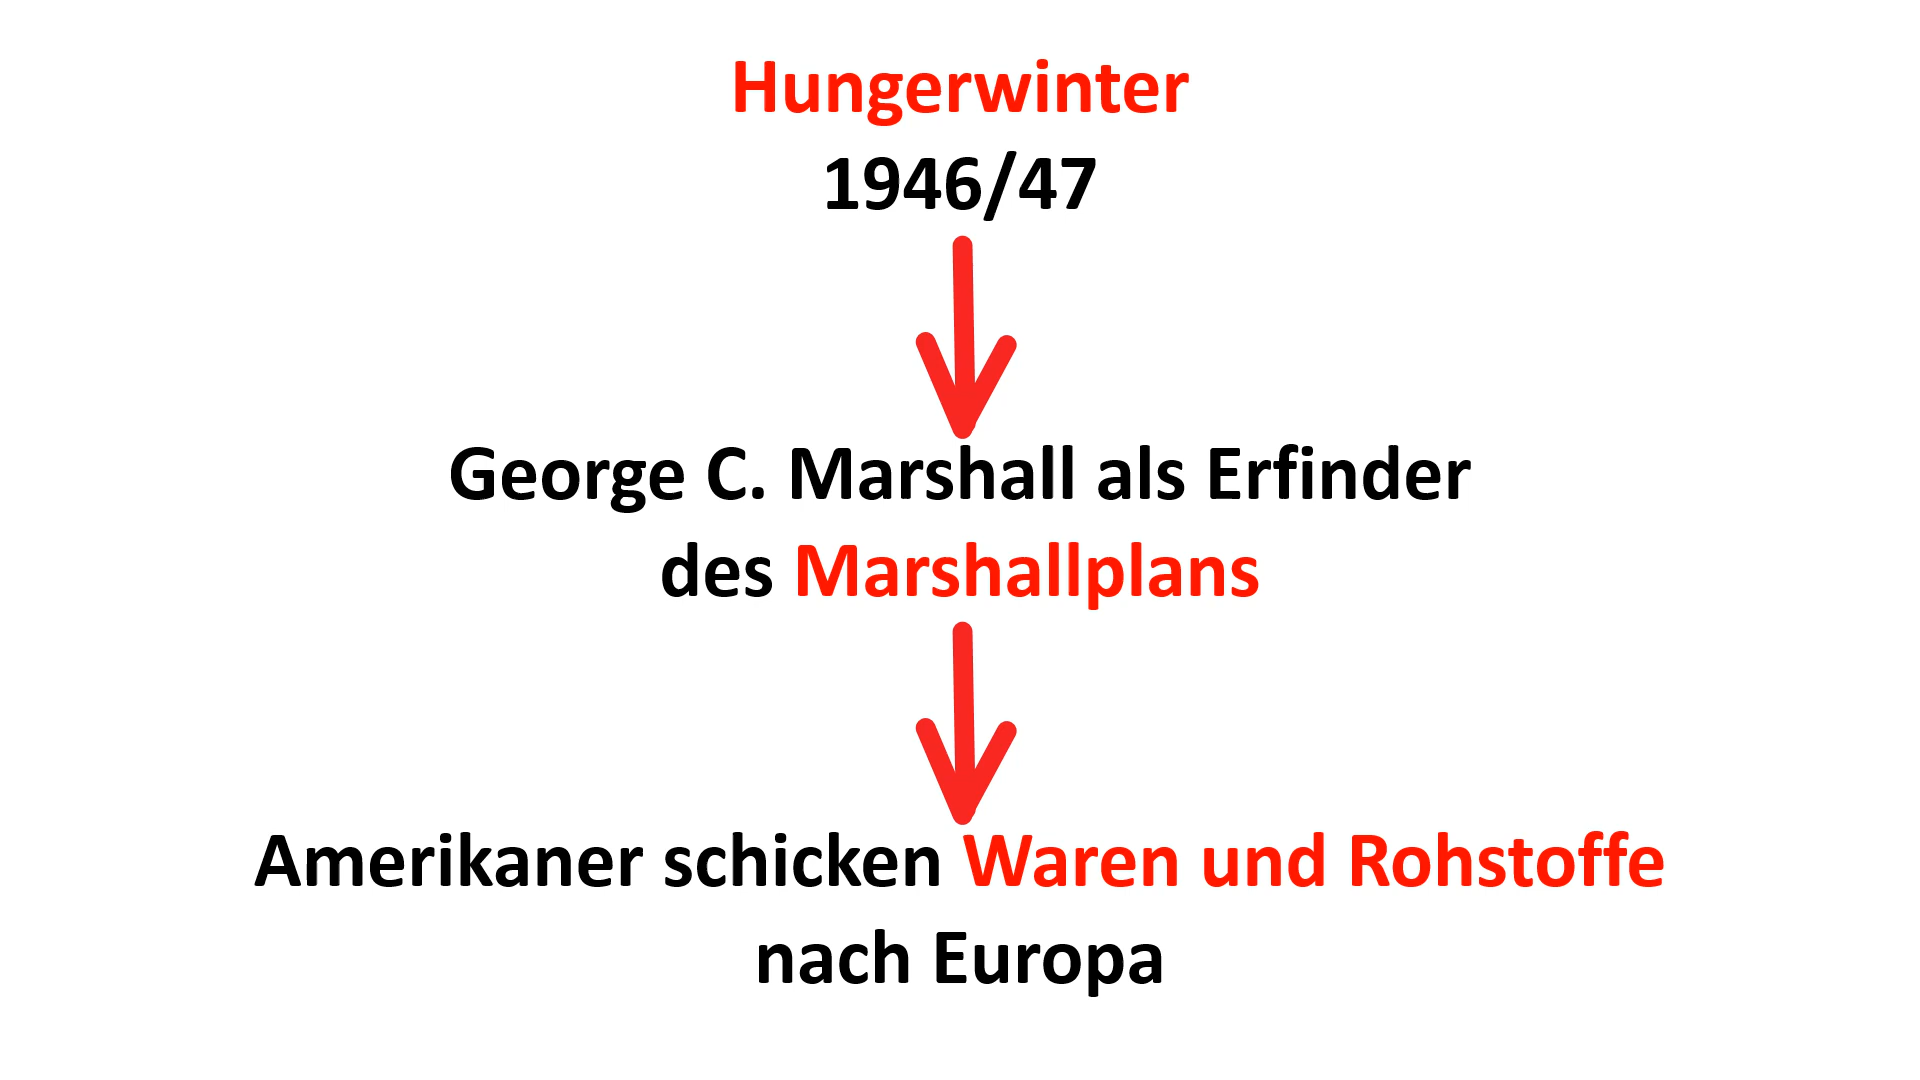 Hungerwinter
1946/47
George C. Marshall als Erfinder
des Marshallplans
Amerikaner schicken Waren und Rohstoffe
nach Europa